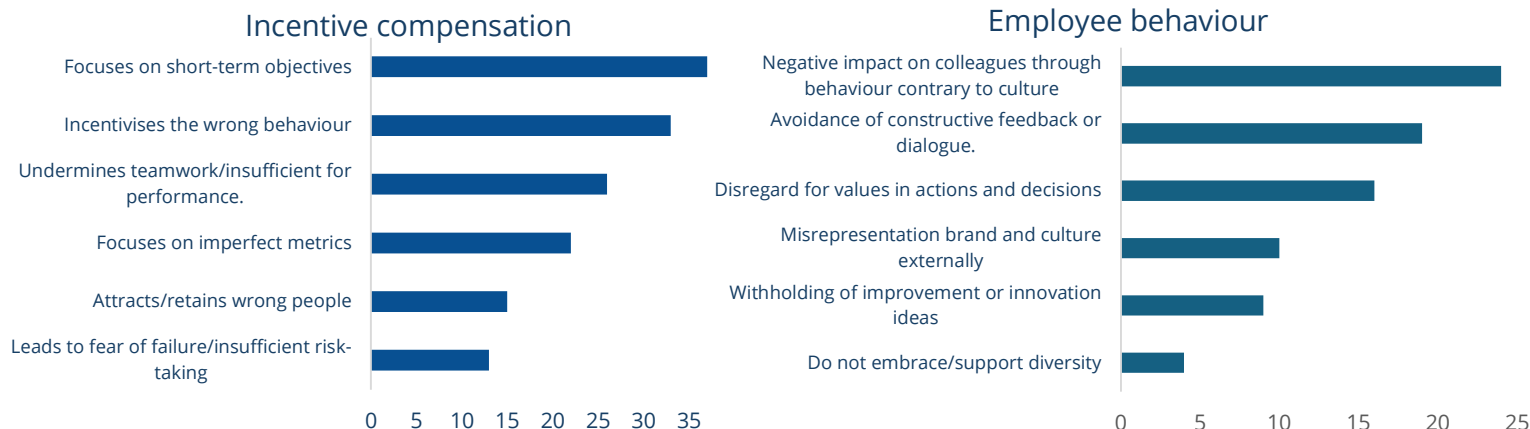 Incentive compensation
Focuses on short-term objectives
Incentivises the wrong behaviour
Undermines teamwork/insufficient for
performance.
Focuses on imperfect metrics
Attracts/retains wrong people
Leads to fear of failure/insufficient risk-
taking
0 5 10 15 20 25 30 35
Employee behaviour
Negative impact on colleagues through
behaviour contrary to culture
Avoidance of constructive feedback or
dialogue.
Disregard for values in actions and decisions
Misrepresentation brand and culture
externally
Withholding of improvement or innovation
ideas
Do not embrace/support diversity
0 5 10 15 20 25